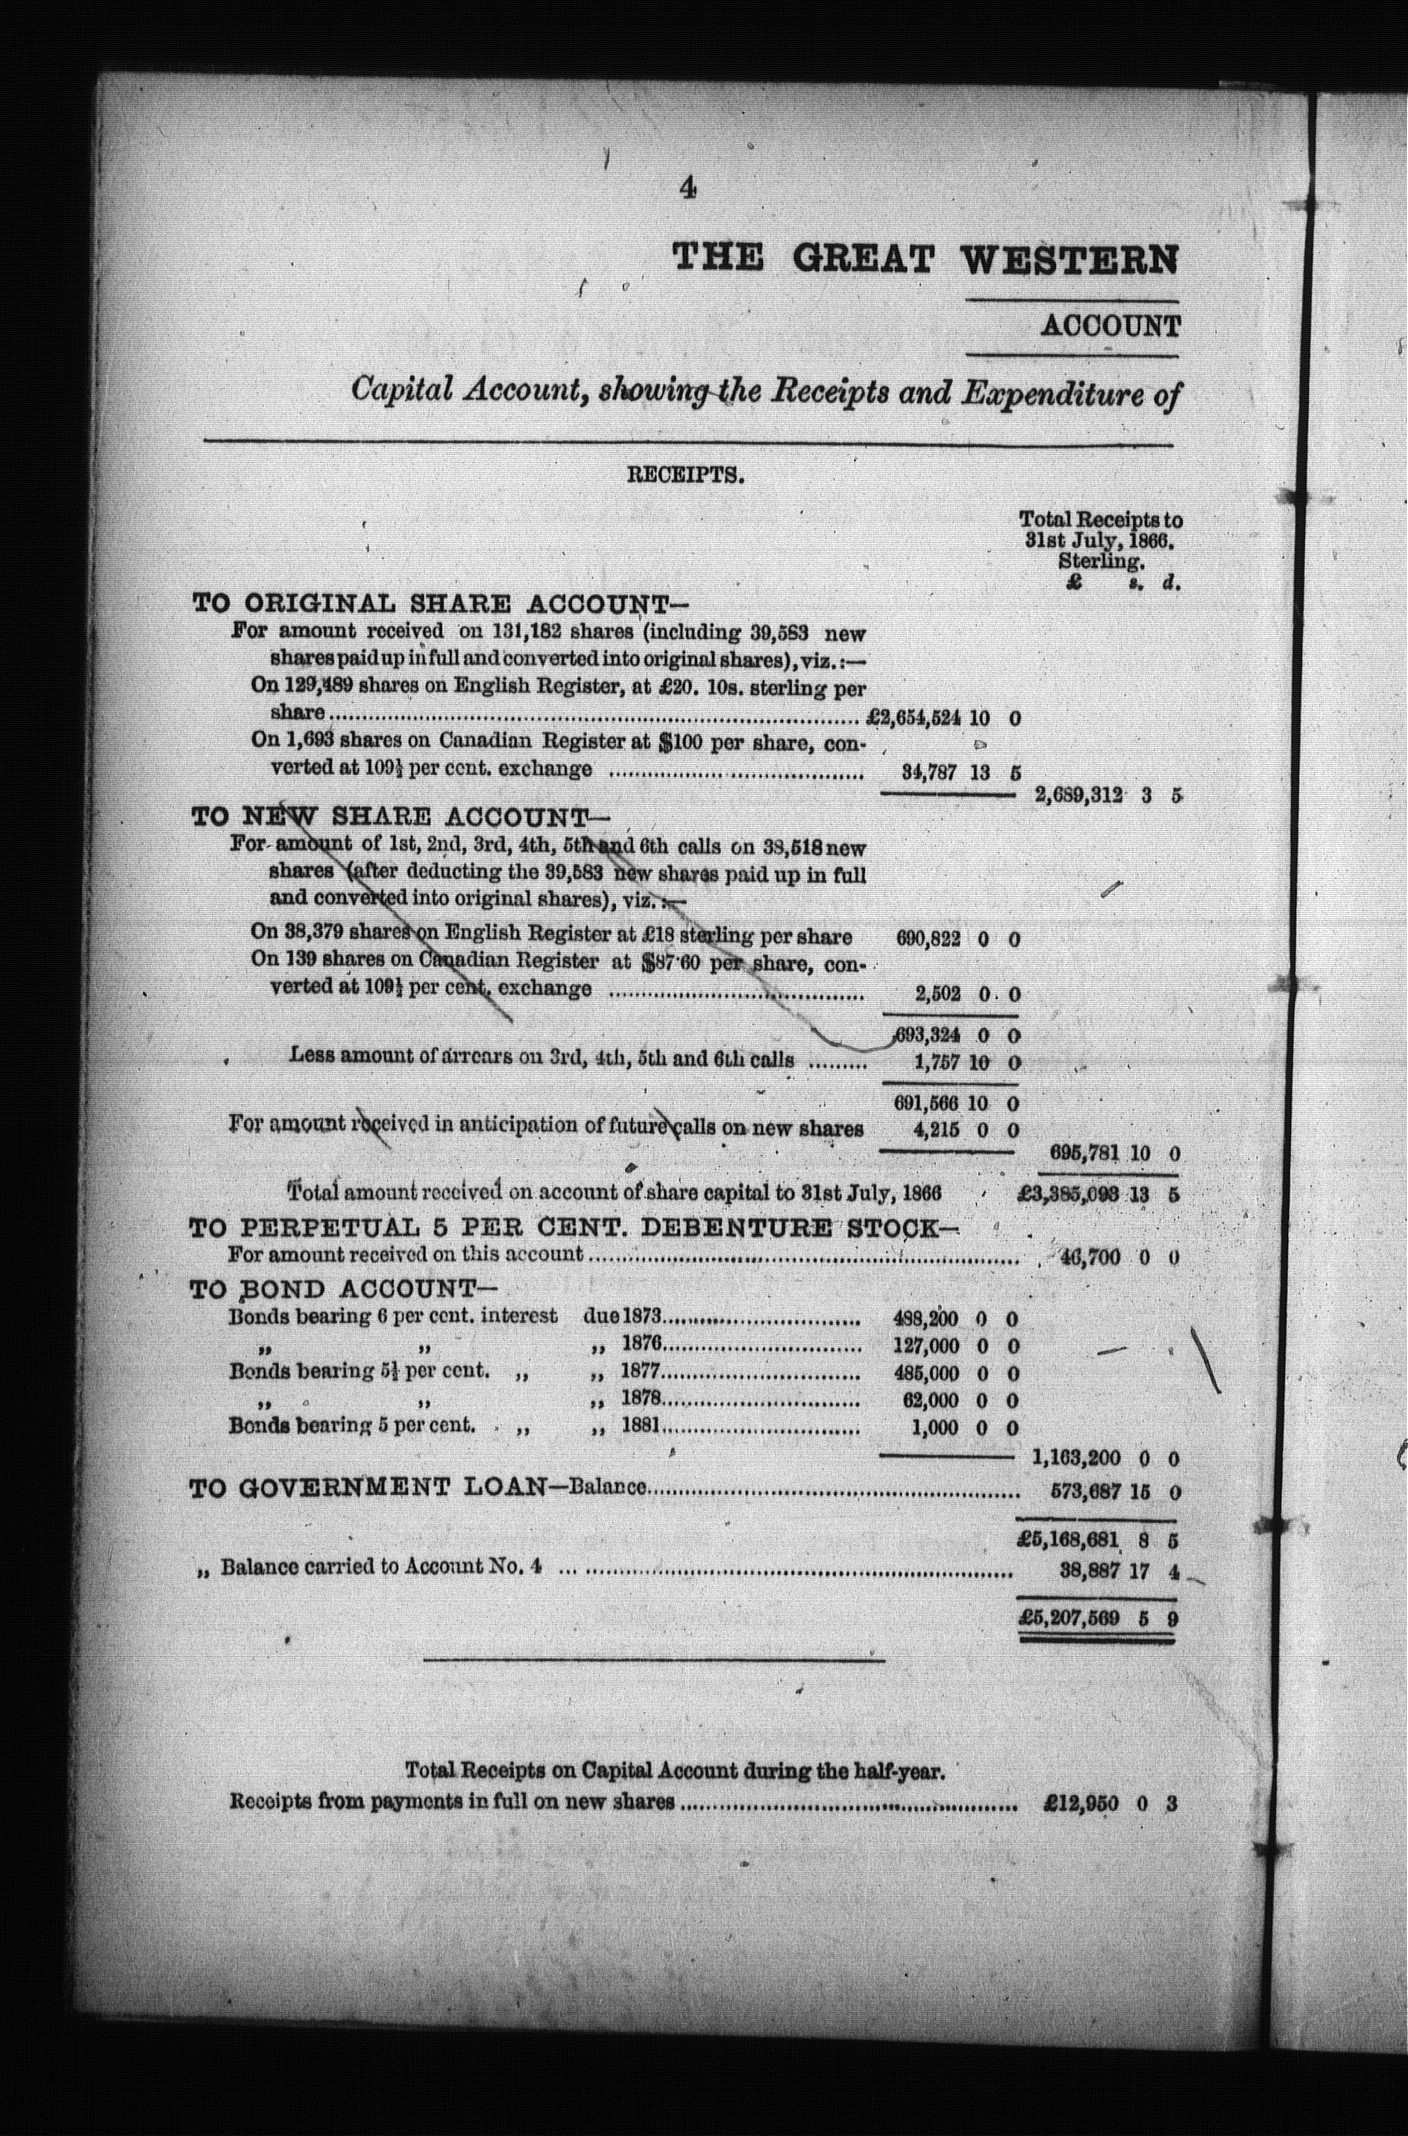 4
THE GREAT WESTERN
ACCOUNT
Capital Account, showing the Receipts and Expenditure of
RECEIPTS.
Total Receipts to
31st July, 1866.
Sterling.
£ s. d.
TO ORIGINAL SHARE ACCOUNT—
For amount received on 131,182 shares (including 39,583 new
shares paid up in full and converted into original shares), viz.:—
On 129,489 shares on English Register, at £20. 10s. sterling per
share ........ £2,654,524 10 0
On 1,693 shares on Canadian Register at $100 per share, con-
verted at 109½ per cent. exchange ........ 34,787 13 5
2,689,312 3 5
TO NEW SHARE ACCOUNT—
For amount of 1st, 2nd, 3rd, 4th, 5th and 6th calls on 38,518 new
shares (after deducting the 39,583 new shares paid up in full
and converted into original shares), viz.:—
On 38,379 shares on English Register at £18 sterling per share 690,822 0 0
On 139 shares on Canadian Register at $87·60 per share, con-
verted at 109½ per cent. exchange ........ 2,502 0 0
693,324 0 0
Less amount of arrears on 3rd, 4th, 5th and 6th calls ........ 1,757 10 0
691,566 10 0
For amount received in anticipation of future calls on new shares 4,215 0 0
695,781 10 0
Total amount received on account of share capital to 31st July, 1866 £3,385,093 13 5
TO PERPETUAL 5 PER CENT. DEBENTURE STOCK—
For amount received on this account ........ 46,700 0 0
TO BOND ACCOUNT—
Bonds bearing 6 per cent. interest due 1873 ........ 488,200 0 0
„ „ „ 1876 ........ 127,000 0 0
Bonds bearing 5½ per cent. „ „ 1877 ........ 485,000 0 0
„ „ „ 1878 ........ 62,000 0 0
Bonds bearing 5 per cent. „ „ 1881 ........ 1,000 0 0
1,163,200 0 0
TO GOVERNMENT LOAN—Balance ........ 573,687 15 0
£5,168,681 8 5
„ Balance carried to Account No. 4 ........ 38,887 17 4
£5,207,569 5 9
Total Receipts on Capital Account during the half-year.
Receipts from payments in full on new shares ........ £12,950 0 3